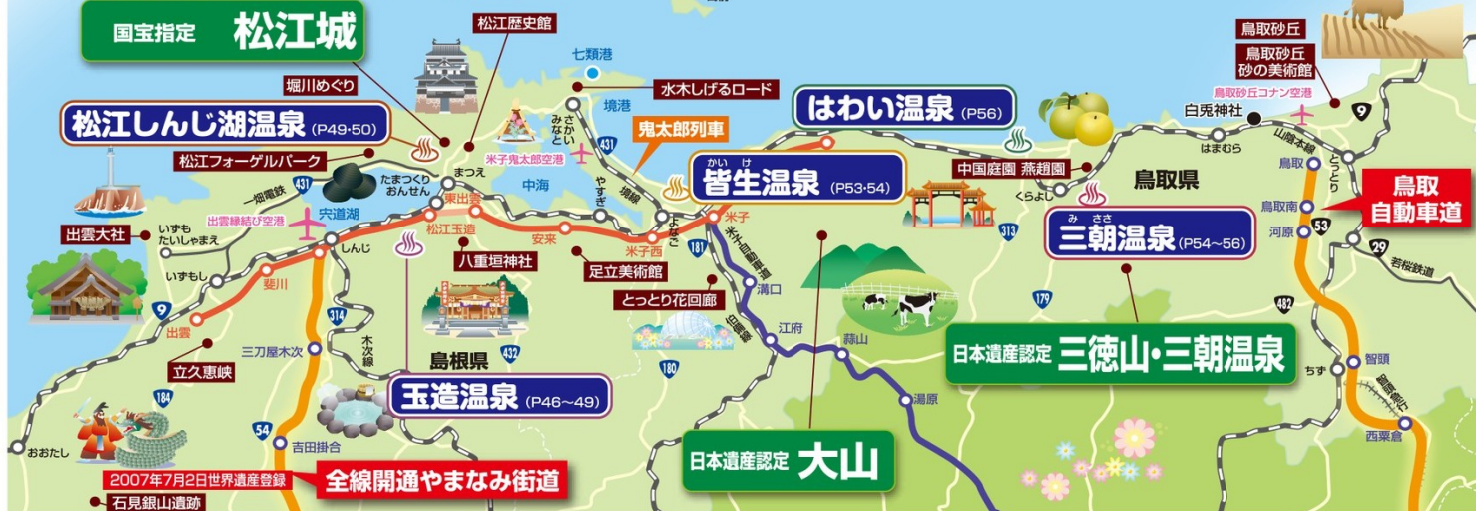 国宝指定 松江城
松江歴史館
七類港
鳥取砂丘
鳥取砂丘
砂の美術館
堀川めぐり
境港
水木しげるロード
鳥取砂丘コナン空港
9
白兎神社
松江しんじ湖温泉 (P49・50)
はわい温泉 (P56)
さかい
みなと
431
鬼太郎列車
はまむら
山陰本線
松江フォーゲルパーク
米子鬼太郎空港
中国庭園 燕趙園
鳥取
とっとり
431
たまつくり
おんせん
まつえ
中海
かいけ
皆生温泉 (P53・54)
くらよし
鳥取県
鳥取
自動車道
一畑電鉄
東出雲
やすぎ
境線
鳥取南
出雲縁結び空港
宍道湖
よなご
米子
みささ
三朝温泉 (P54～56)
53
出雲大社
いずも
たいしゃまえ
しんじ
松江玉造
安来
米子西
313
河原
29
八重垣神社
足立美術館
181
米子自動車道
若桜鉄道
いずもし
斐川
とっとり花回廊
溝口
179
482
9
出雲
314
伯備線
江府
蒜山
日本遺産認定 三徳山・三朝温泉
三刀屋木次
木次線
島根県
432
180
智頭
立久恵峡
ちず
184
玉造温泉 (P46～49)
湯原
智頭急行
54
西粟倉
おおたし
吉田掛合
日本遺産認定 大山
2007年7月2日世界遺産登録
全線開通やまなみ街道
石見銀山遺跡